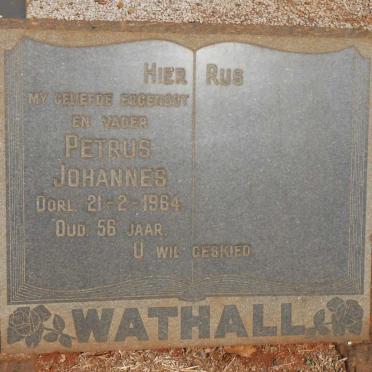 HIER RUS
MY GELIEFDE EGGENOOT
EN VADER
PETRUS
JOHANNES
OORL. 21-2-1964
OUD. 56 JAAR.
U WIL GESKIED
WATHALL